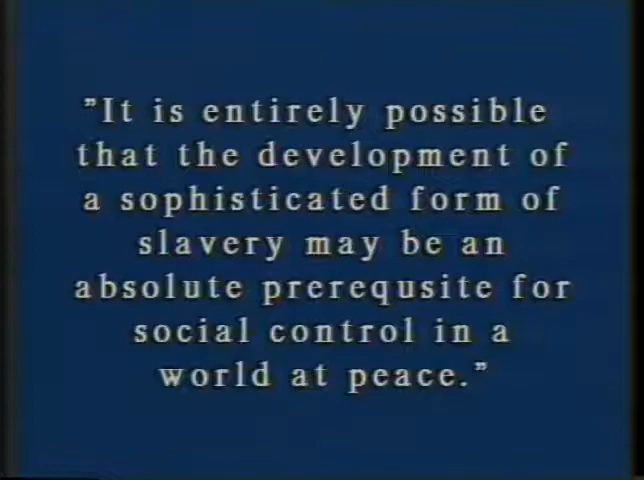 "It is entirely possible
that the development of
a sophisticated form of
slavery may be an
absolute prerequsite for
social control in a
world at peace."